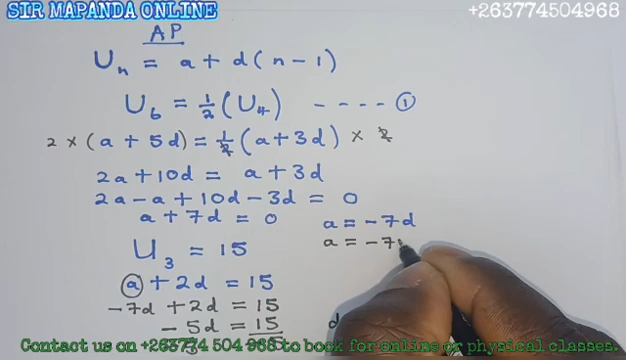 SIR MAPANDA ONLINE
+263774504968
AP
Uₙ = a + d(n - 1)
U₆ = 1/2 (U₄) - - - - ①
2 × (a + 5d) = 1/2 (a + 3d) × 2
2a + 10d = a + 3d
2a - a + 10d - 3d = 0
a + 7d = 0
a = -7d
a = -7
U₃ = 15
a + 2d = 15
-7d + 2d = 15
-5d = 15
d
Contact us on +263774 504 968 to book for online or physical classes.